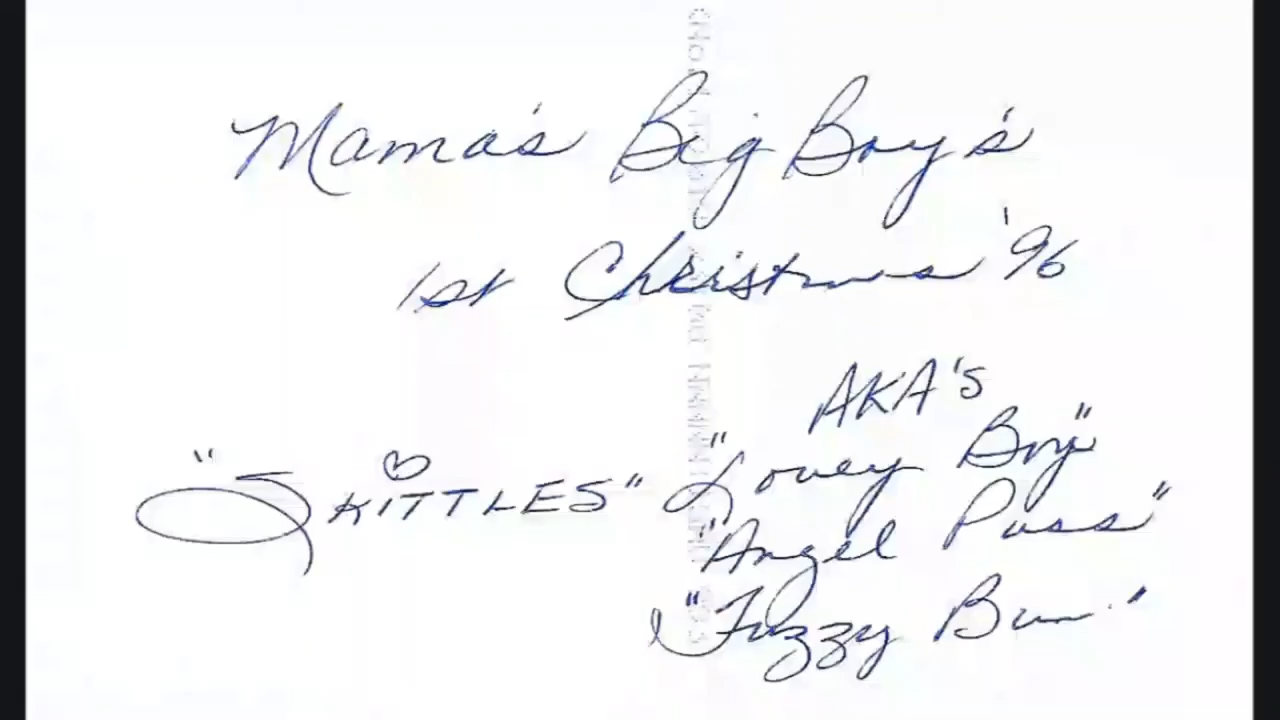 Mama's Big Boy's
1st Christmas '96
"SKITTLES"
AKA's
"Lovey Boy"
"Angel Puss"
"Fuzzy Bun"